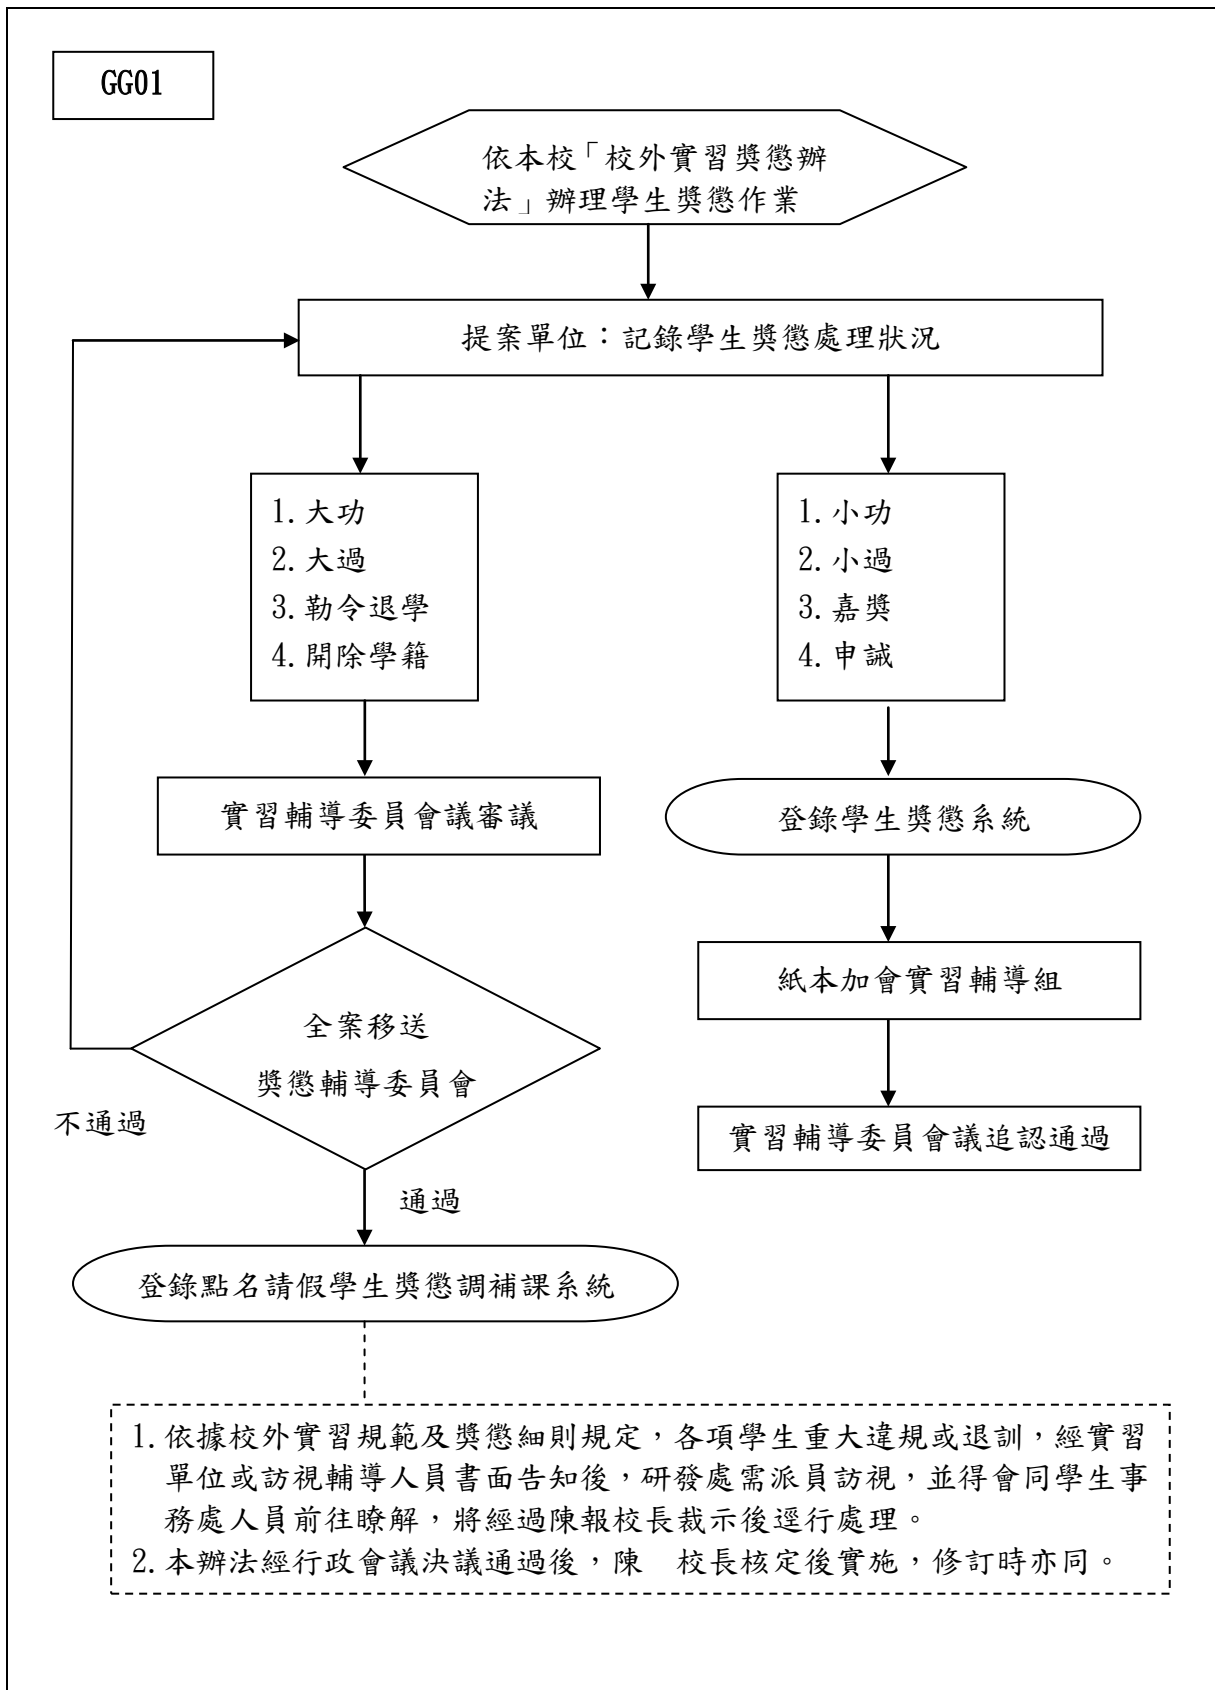 GG01
依本校「校外實習獎懲辦
法」辦理學生獎懲作業
提案單位：記錄學生獎懲處理狀況
1.大功
2.大過
3.勒令退學
4.開除學籍
1.小功
2.小過
3.嘉獎
4.申誡
實習輔導委員會議審議
登錄學生獎懲系統
紙本加會實習輔導組
全案移送
獎懲輔導委員會
不通過
實習輔導委員會議追認通過
通過
登錄點名請假學生獎懲調補課系統
1.依據校外實習規範及獎懲細則規定，各項學生重大違規或退訓，經實習
單位或訪視輔導人員書面告知後，研發處需派員訪視，並得會同學生事
務處人員前往瞭解，將經過陳報校長裁示後逕行處理。
2.本辦法經行政會議決議通過後，陳　校長核定後實施，修訂時亦同。